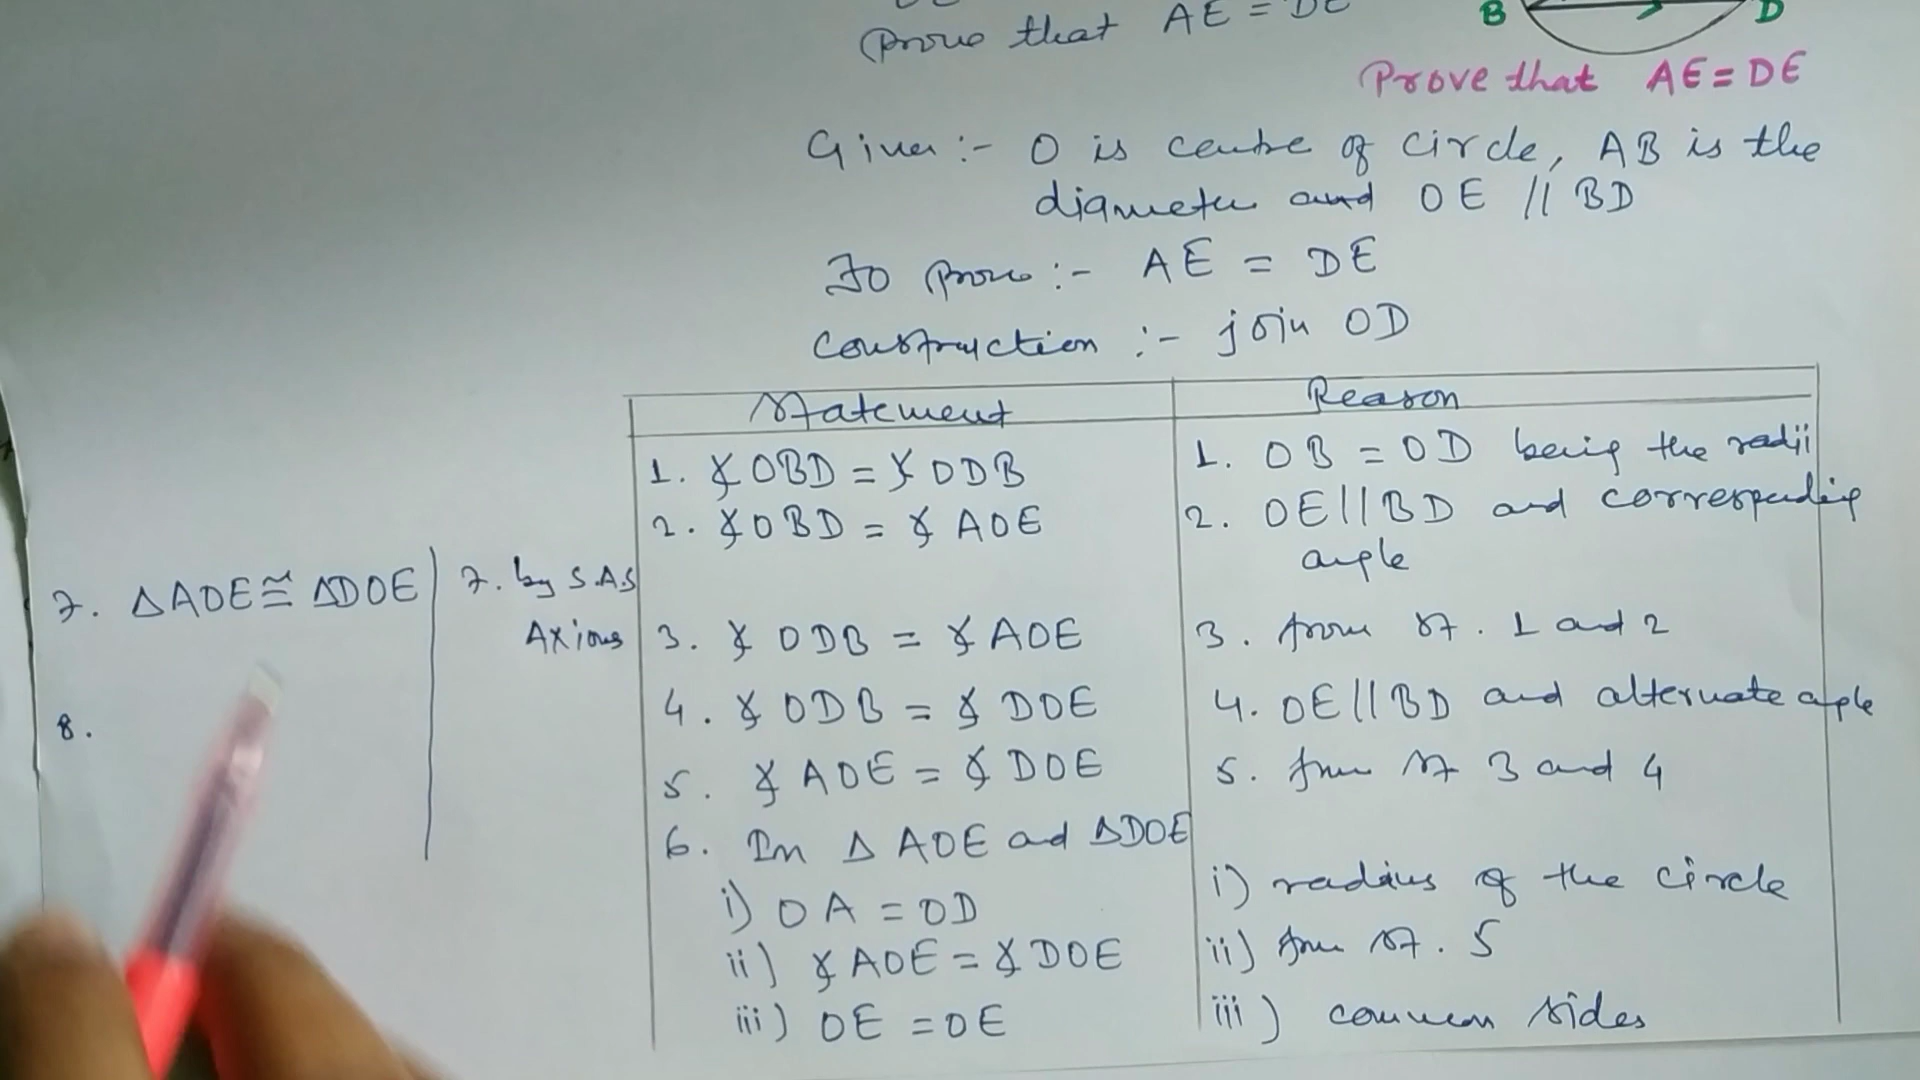 Prove that AE = DE
B D
Prove that AE = DE
Given :- O is centre of circle, AB is the
diameter and OE // BD
To Prove :- AE = DE
Construction :- join OD
Statement Reason
1. ∠OBD = ∠ODB 1. OB = OD being the radii
2. ∠OBD = ∠AOE 2. OE // BD and corresponding
angle
3. ∠ODB = ∠AOE 3. from st. 1 and 2
4. ∠ODB = ∠DOE 4. OE // BD and alternate angle
5. ∠AOE = ∠DOE 5. from st 3 and 4
6. In Δ AOE and ΔDOE
i) OA = OD i) radius of the circle
ii) ∠AOE = ∠DOE ii) from st. 5
iii) OE = OE iii) common sides
7. ΔAOE ≅ ΔDOE 7. by S.A.S
Axioms
8.